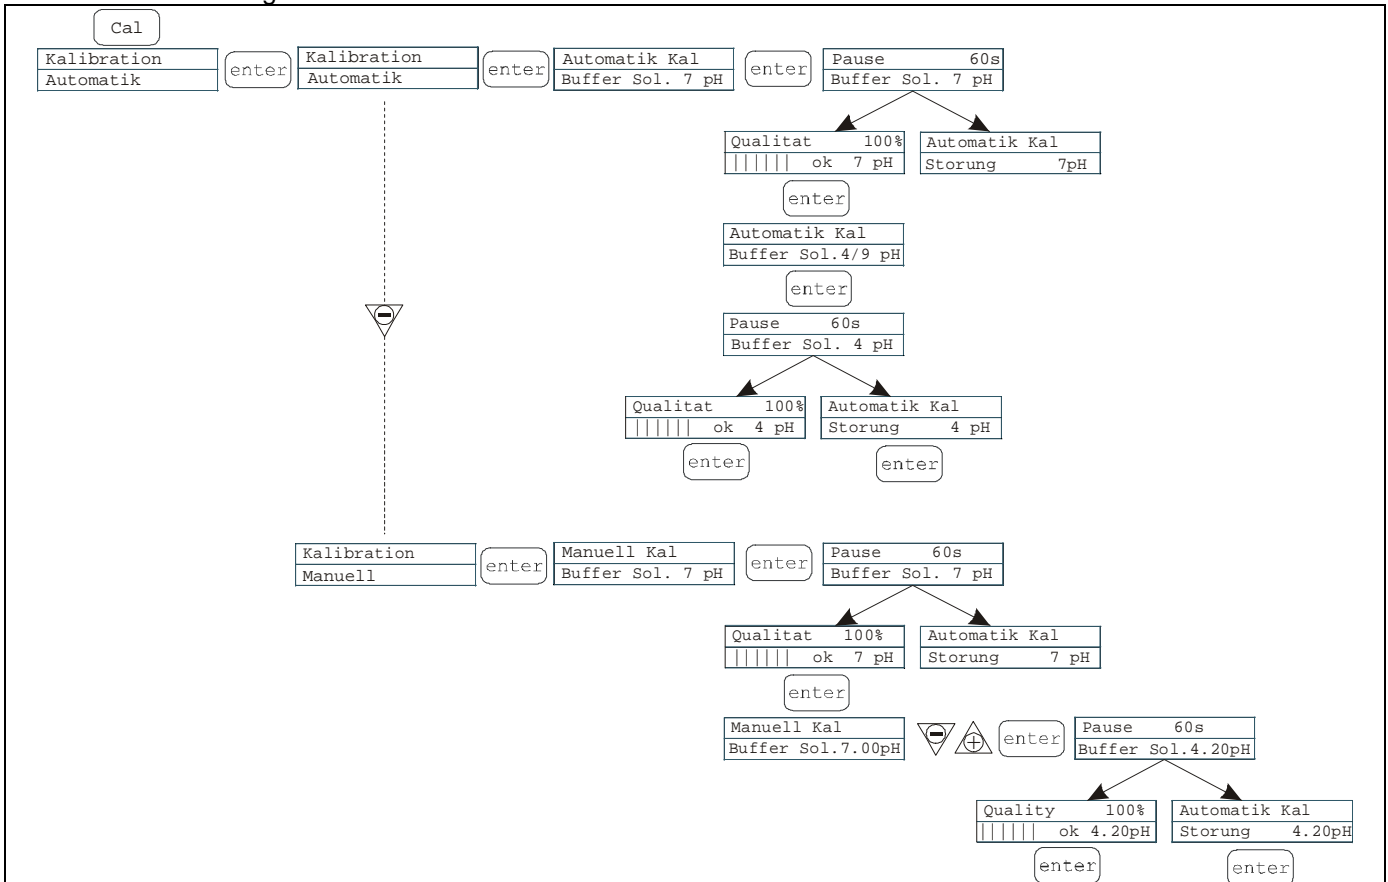 Cal
Kalibration
Automatik
enter
Kalibration
Automatik
enter
Automatik Kal
Buffer Sol. 7 pH
enter
Pause 60s
Buffer Sol. 7 pH
Qualitat 100%
|||||| ok 7 pH
Automatik Kal
Storung 7pH
enter
Automatik Kal
Buffer Sol.4/9 pH
enter
Pause 60s
Buffer Sol. 4 pH
Qualitat 100%
|||||| ok 4 pH
Automatik Kal
Storung 4 pH
enter
enter
Kalibration
Manuell
enter
Manuell Kal
Buffer Sol. 7 pH
enter
Pause 60s
Buffer Sol. 7 pH
Qualitat 100%
|||||| ok 7 pH
Automatik Kal
Storung 7 pH
enter
Manuell Kal
Buffer Sol.7.00pH
enter
Pause 60s
Buffer Sol.4.20pH
Quality 100%
|||||| ok 4.20pH
Automatik Kal
Storung 4.20pH
enter
enter